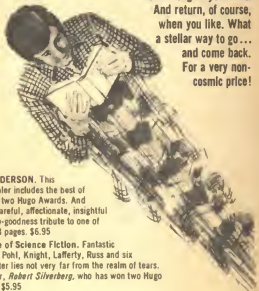 And return, of course,
when you like. What
a stellar way to go...
and come back.
For a very non-
cosmic price!
DERSON. This
includes the best of
two Hugo Awards. And
careful, affectionate, insightful
-goodness tribute to one of
pages. $6.95
of Science Fiction. Fantastic
Pohl, Knight, Lafferty, Russ and six
ter lies not very far from the realm of tears.
Robert Silverberg, who has won two Hugo
$5.95